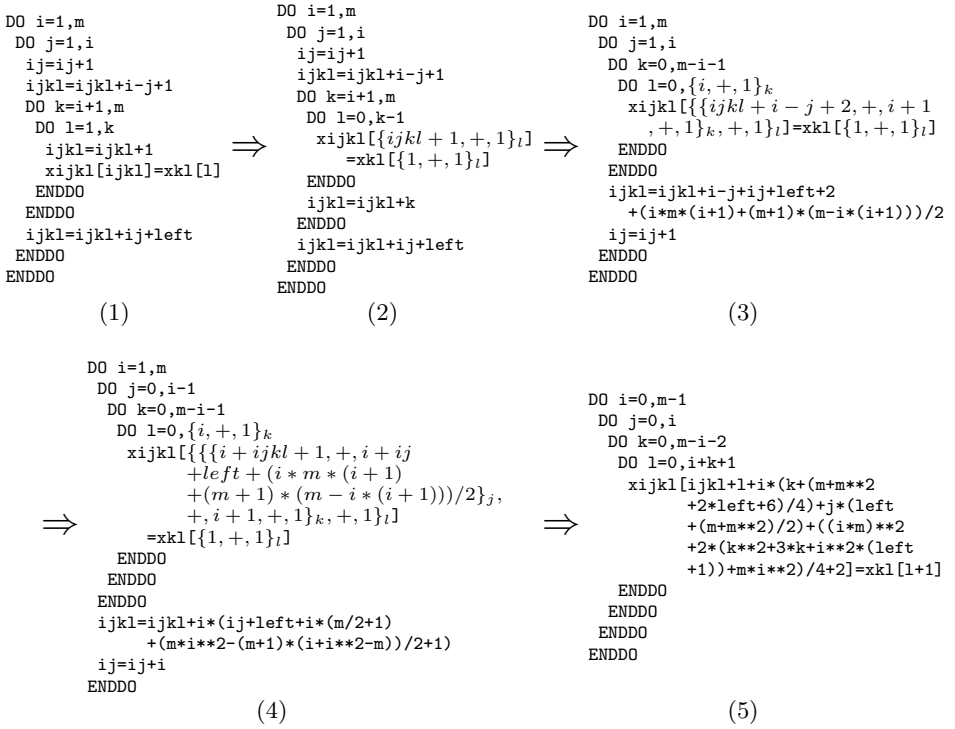 DO i=1,m
DO j=1,i
ij=ij+1
ijkl=ijkl+i-j+1
DO k=i+1,m
DO l=1,k
ijkl=ijkl+1
xijkl[ijkl]=xkl[l]
ENDDO
ENDDO
ijkl=ijkl+ij+left
ENDDO
ENDDO
(1)
⇒
DO i=1,m
DO j=1,i
ij=ij+1
ijkl=ijkl+i-j+1
DO k=i+1,m
DO l=0,k-1
xijkl[{ijkl + 1, +, 1}_l]
=xkl[{1, +, 1}_l]
ENDDO
ijkl=ijkl+k
ENDDO
ijkl=ijkl+ij+left
ENDDO
ENDDO
(2)
⇒
DO i=1,m
DO j=1,i
DO k=0,m-i-1
DO l=0,{i, +, 1}_k
xijkl[{{ijkl + i − j + 2, +, i + 1
, +, 1}_k, +, 1}_l]=xkl[{1, +, 1}_l]
ENDDO
ENDDO
ijkl=ijkl+i-j+ij+left+2
+(i*m*(i+1)+(m+1)*(m-i*(i+1)))/2
ij=ij+1
ENDDO
ENDDO
(3)
⇒
DO i=1,m
DO j=0,i-1
DO k=0,m-i-1
DO l=0,{i, +, 1}_k
xijkl[{{{i + ijkl + 1, +, i + ij
+left + (i ∗ m ∗ (i + 1)
+(m + 1) ∗ (m − i ∗ (i + 1)))/2}_j,
+, i + 1, +, 1}_k, +, 1}_l]
=xkl[{1, +, 1}_l]
ENDDO
ENDDO
ENDDO
ijkl=ijkl+i*(ij+left+i*(m/2+1)
+(m*i**2-(m+1)*(i+i**2-m))/2+1)
ij=ij+i
ENDDO
(4)
⇒
DO i=0,m-1
DO j=0,i
DO k=0,m-i-2
DO l=0,i+k+1
xijkl[ijkl+l+i*(k+(m+m**2
+2*left+6)/4)+j*(left
+(m+m**2)/2)+((i*m)**2
+2*(k**2+3*k+i**2*(left
+1))+m*i**2)/4+2]=xkl[l+1]
ENDDO
ENDDO
ENDDO
ENDDO
(5)